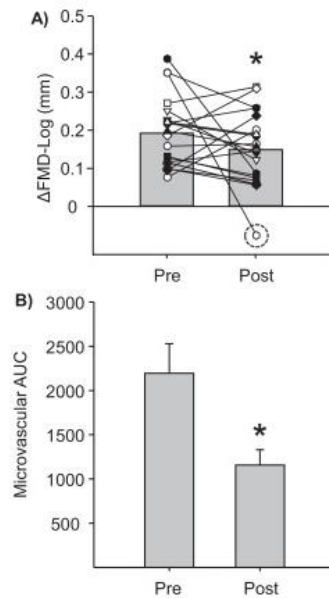 A)
0.5
0.4
0.3
0.2
0.1
0
ΔFMD-Log (mm)
*
Pre Post
B)
3000
2500
2000
1500
1000
500
Microvascular AUC
*
Pre Post